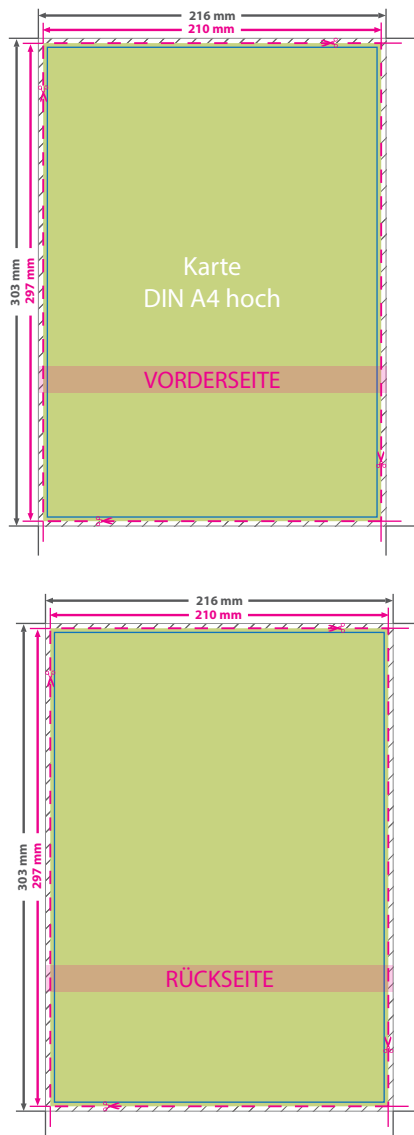 216 mm
210 mm
303 mm
297 mm
Karte
DIN A4 hoch
VORDERSEITE
216 mm
210 mm
303 mm
297 mm
RÜCKSEITE